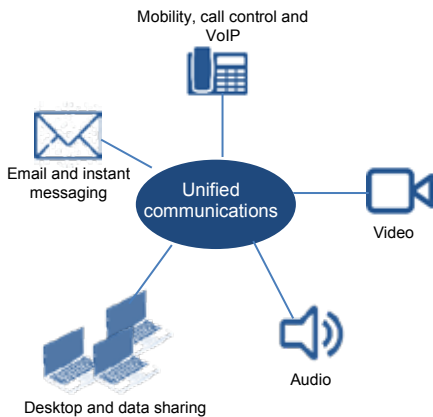 Mobility, call control and
VoIP
Email and instant
messaging
Unified
communications
Video
Audio
Desktop and data sharing